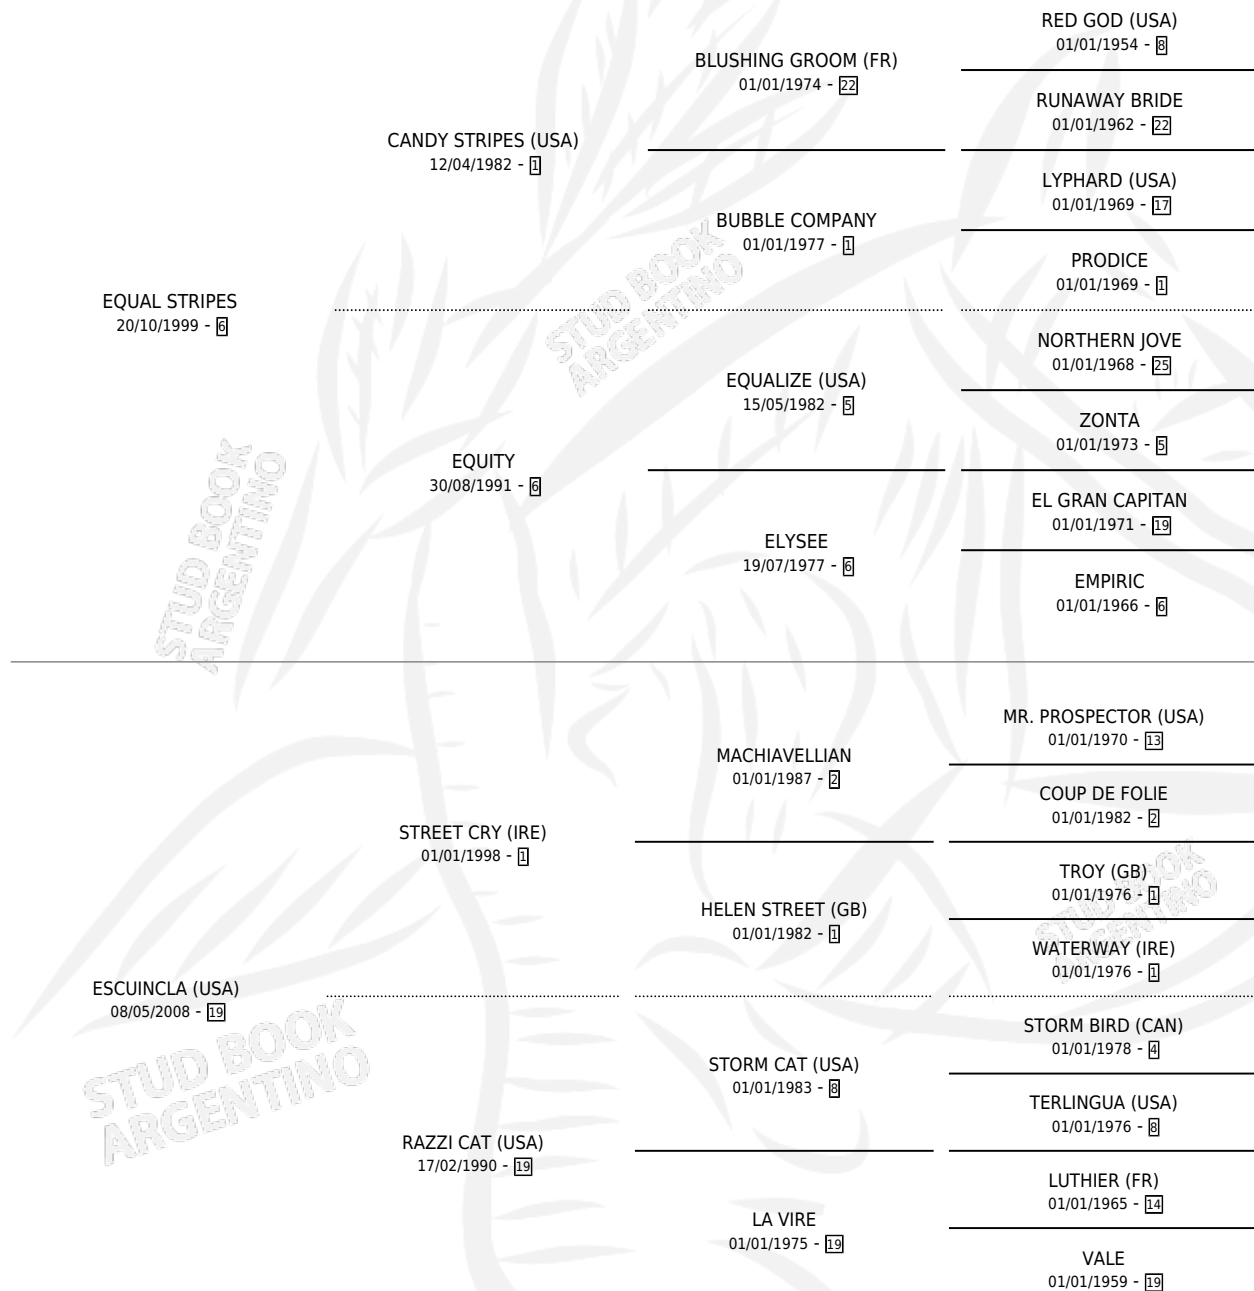 RED GOD (USA)
01/01/1954 - 8
BLUSHING GROOM (FR)
01/01/1974 - 22
RUNAWAY BRIDE
01/01/1962 - 22
CANDY STRIPES (USA)
12/04/1982 - 1
LYPHARD (USA)
01/01/1969 - 17
BUBBLE COMPANY
01/01/1977 - 1
PRODICE
01/01/1969 - 1
EQUAL STRIPES
20/10/1999 - 6
STUD BOOK
ARGENTINO
NORTHERN JOVE
01/01/1968 - 25
EQUALIZE (USA)
15/05/1982 - 5
ZONTA
01/01/1973 - 5
EQUITY
30/08/1991 - 6
EL GRAN CAPITAN
01/01/1971 - 19
ELYSEE
19/07/1977 - 6
EMPIRIC
01/01/1966 - 6
STUD BOOK
ARGENTINO
MR. PROSPECTOR (USA)
01/01/1970 - 13
MACHIAVELLIAN
01/01/1987 - 2
COUP DE FOLIE
01/01/1982 - 2
STREET CRY (IRE)
01/01/1998 - 1
TROY (GB)
01/01/1976 - 1
HELEN STREET (GB)
01/01/1982 - 1
STUD BOOK
ARGENTINO
WATERWAY (IRE)
01/01/1976 - 1
ESCUINCLA (USA)
08/05/2008 - 19
STUD BOOK
ARGENTINO
STORM BIRD (CAN)
01/01/1978 - 4
STORM CAT (USA)
01/01/1983 - 8
TERLINGUA (USA)
01/01/1976 - 8
RAZZI CAT (USA)
17/02/1990 - 19
LUTHIER (FR)
01/01/1965 - 14
LA VIRE
01/01/1975 - 19
VALE
01/01/1959 - 19